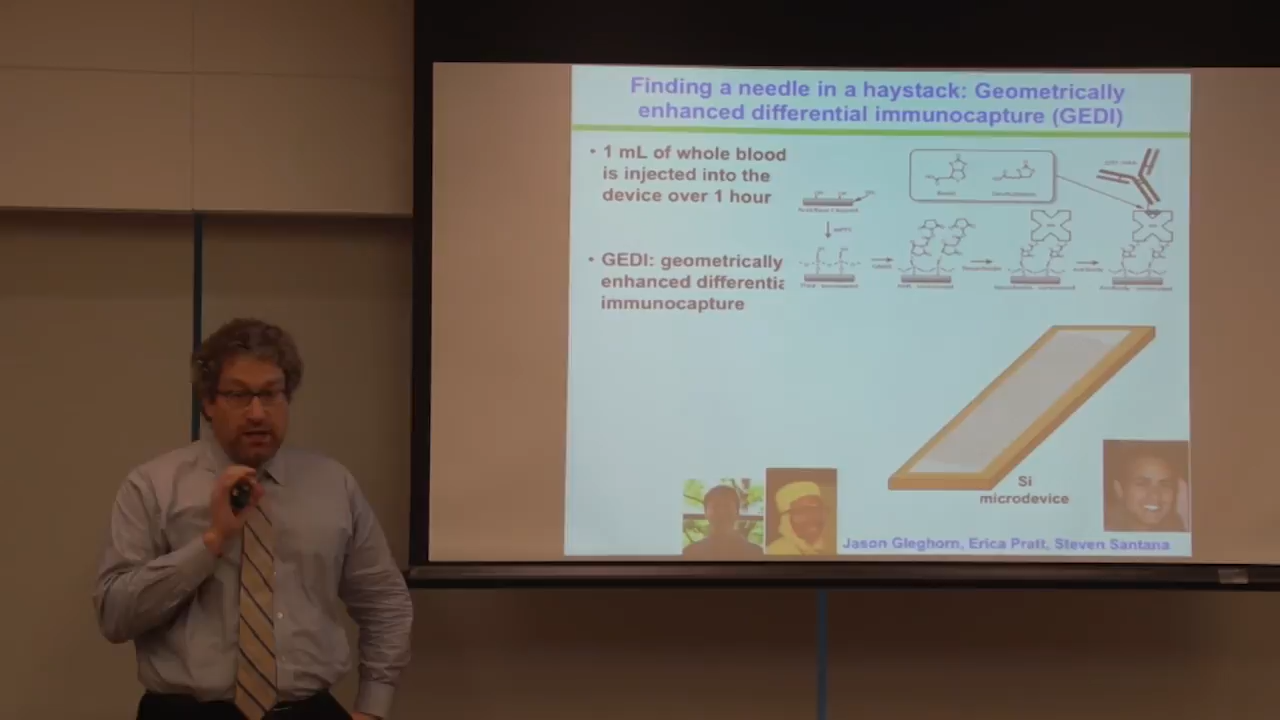 Finding a needle in a haystack: Geometrically
enhanced differential immunocapture (GEDI)
• 1 mL of whole blood
is injected into the
device over 1 hour
• GEDI: geometrically
enhanced differentia
immunocapture
Si
microdevice
Jason Gleghorn, Erica Pratt, Steven Santana